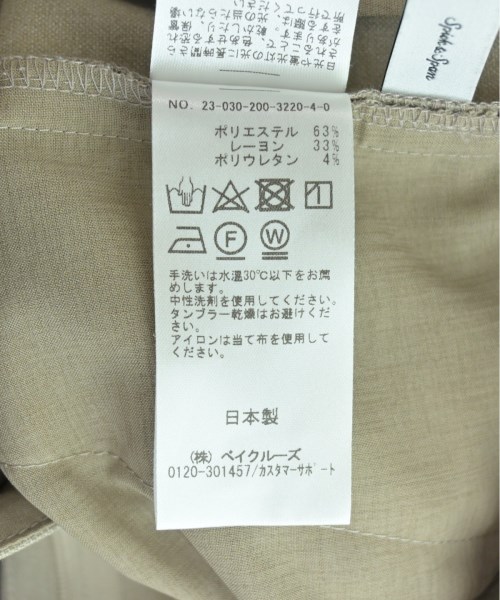 Spick & Span
NO. 23-030-200-3220-4-0
ポリエステル 63%
レーヨン 33%
ポリウレタン 4%
手洗いは水温30℃以下をお薦
めします。
中性洗剤を使用してください。
タンブラー乾燥はお避けくだ
さい。
アイロンは当て布を使用して
ください。
日本製
(株) ベイクルーズ
0120-301457/カスタマーサポート